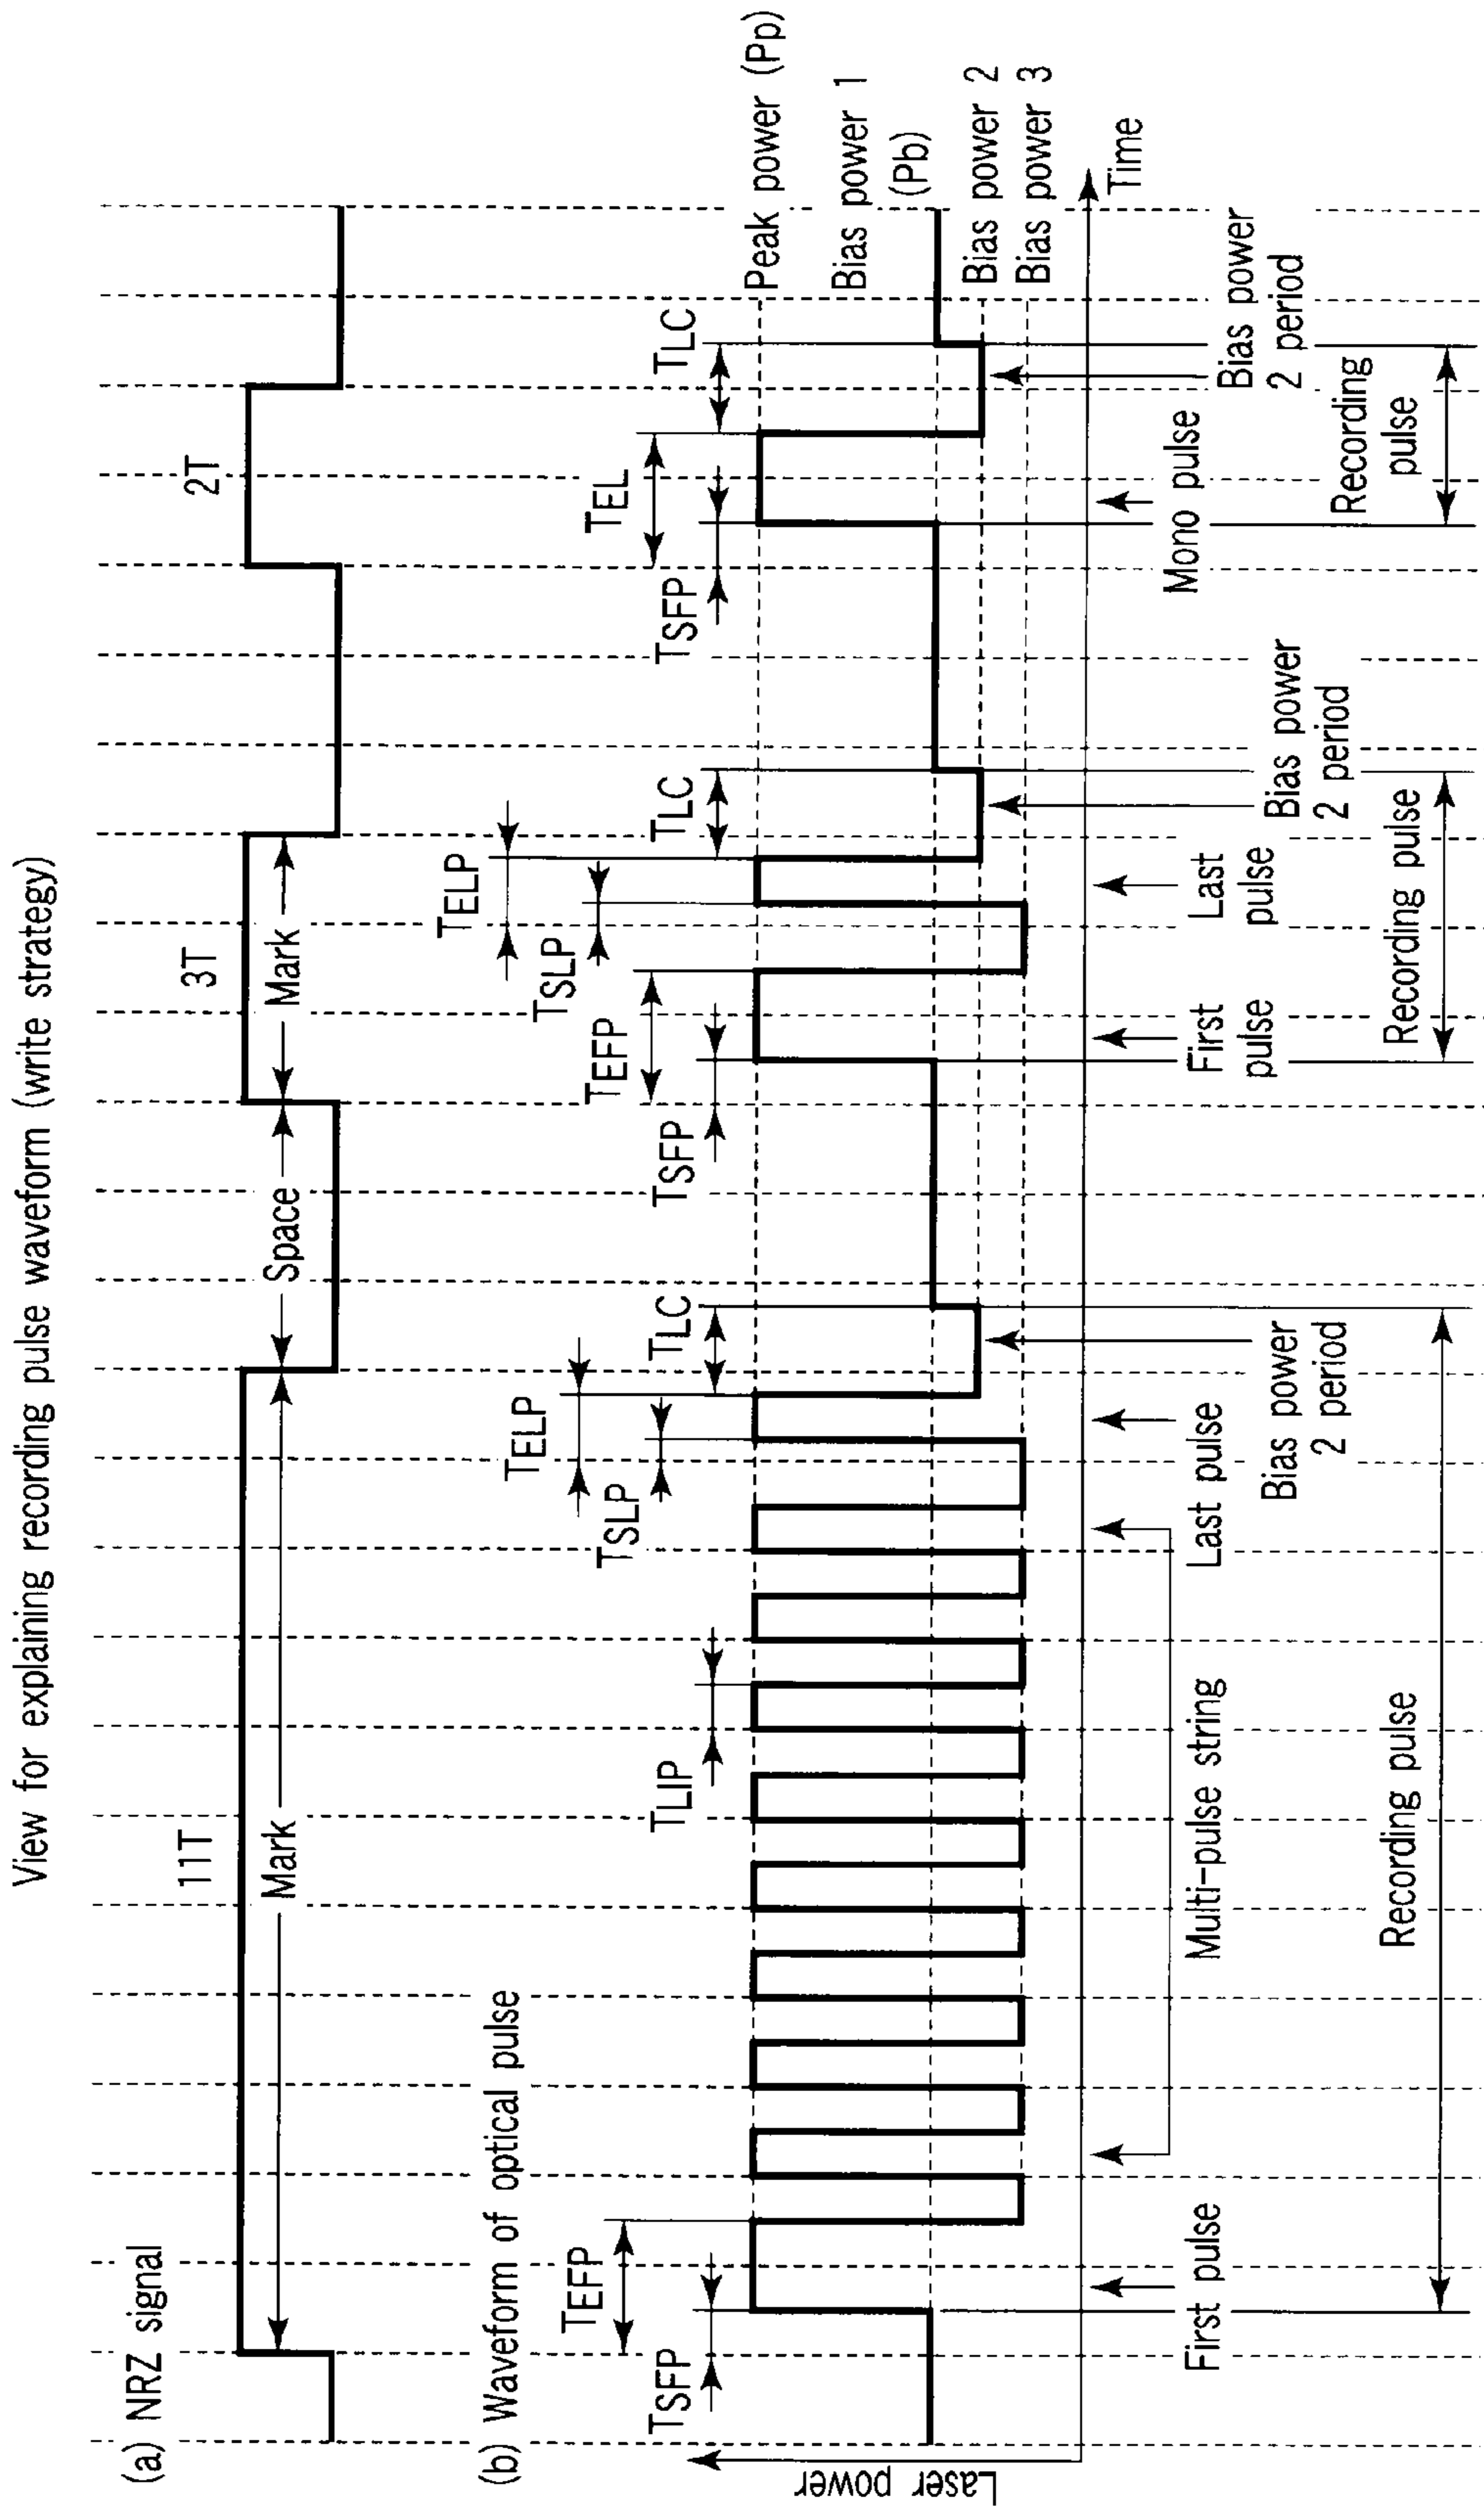 View for explaining recording pulse waveform (write strategy)
(a) NRZ signal
11T
3T
2T
Mark
Space
Mark
(b) Waveform of optical pulse
TSFP
TEFP
TLIP
TSLP
TELP
TLC
TSFP
TEFP
TSLP
TELP
TLC
TSFP
TEL
TLC
Peak power (Pp)
Bias power 1
(Pb)
Bias power 2
Bias power 3
Laser power
Time
First pulse
Multi-pulse string
Last pulse
Bias power
2 period
First
pulse
Last
pulse
Bias power
2 period
Mono pulse
Bias power
2 period
Recording pulse
Recording pulse
Recording
pulse